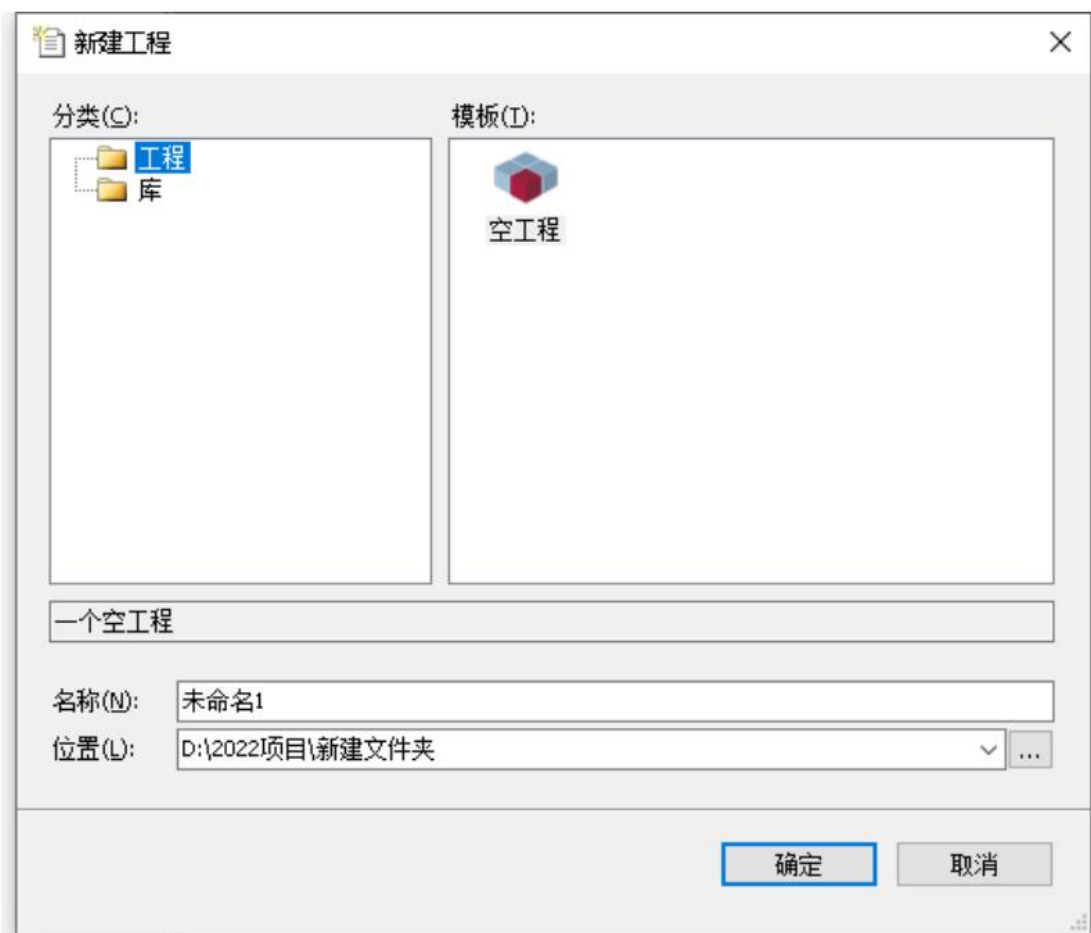 新建工程
分类(C):
模板(T):
工程
库
空工程
一个空工程
名称(N):
未命名1
位置(L):
D:\2022项目\新建文件夹
...
确定
取消